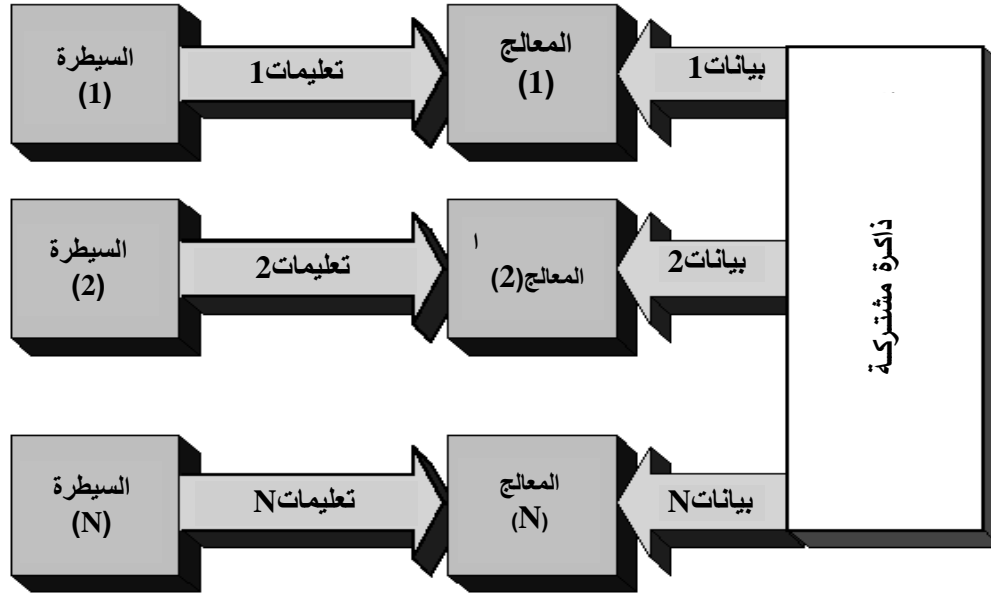 السيطرة
(1)
تعليمات1
المعالج
(1)
بيانات1
السيطرة
(2)
تعليمات2
ا
المعالج(2)
بيانات2
ذاكرة مشتركة
السيطرة
(N)
تعليماتN
المعالج
(N)
بياناتN